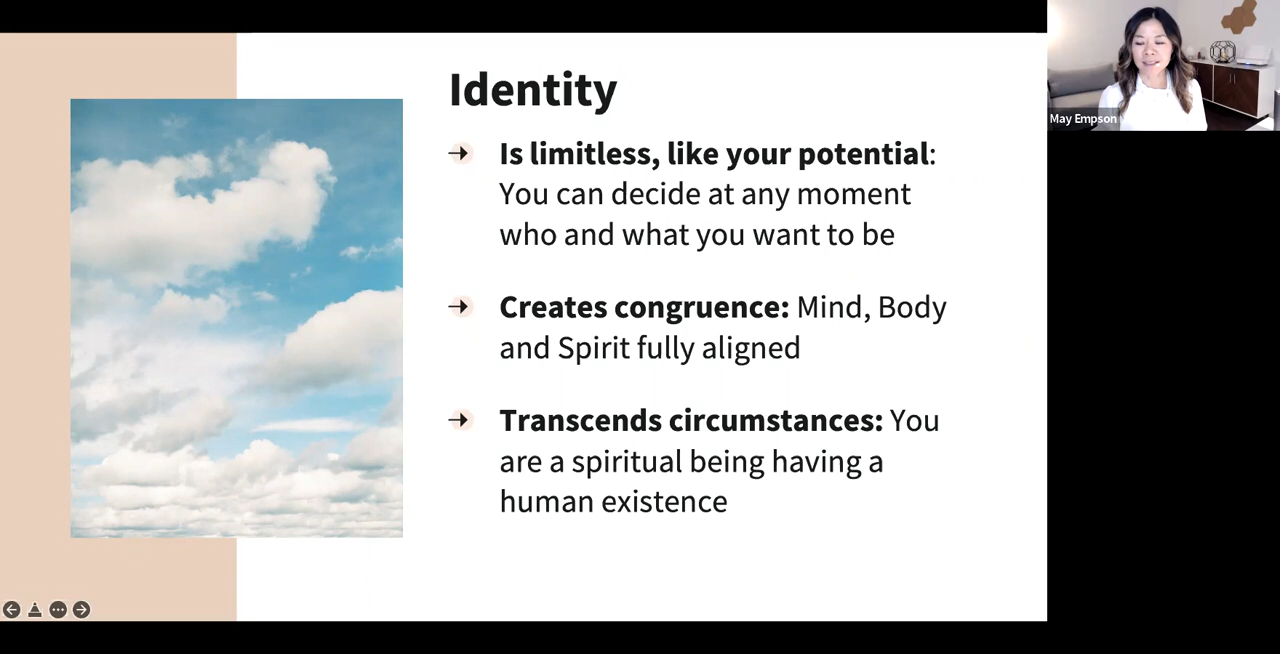 Identity
Is limitless, like your potential:
You can decide at any moment
who and what you want to be
Creates congruence: Mind, Body
and Spirit fully aligned
Transcends circumstances: You
are a spiritual being having a
human existence
May Empson